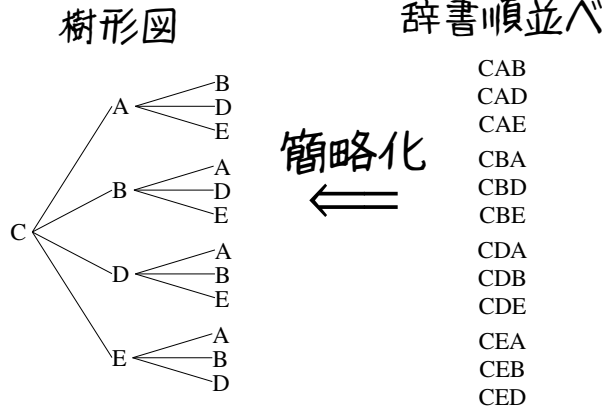 樹形図
辞書順並べ
A B
D
E
B A
D
E
C
D A
B
E
E A
B
D
簡略化
CAB
CAD
CAE
CBA
CBD
CBE
CDA
CDB
CDE
CEA
CEB
CED